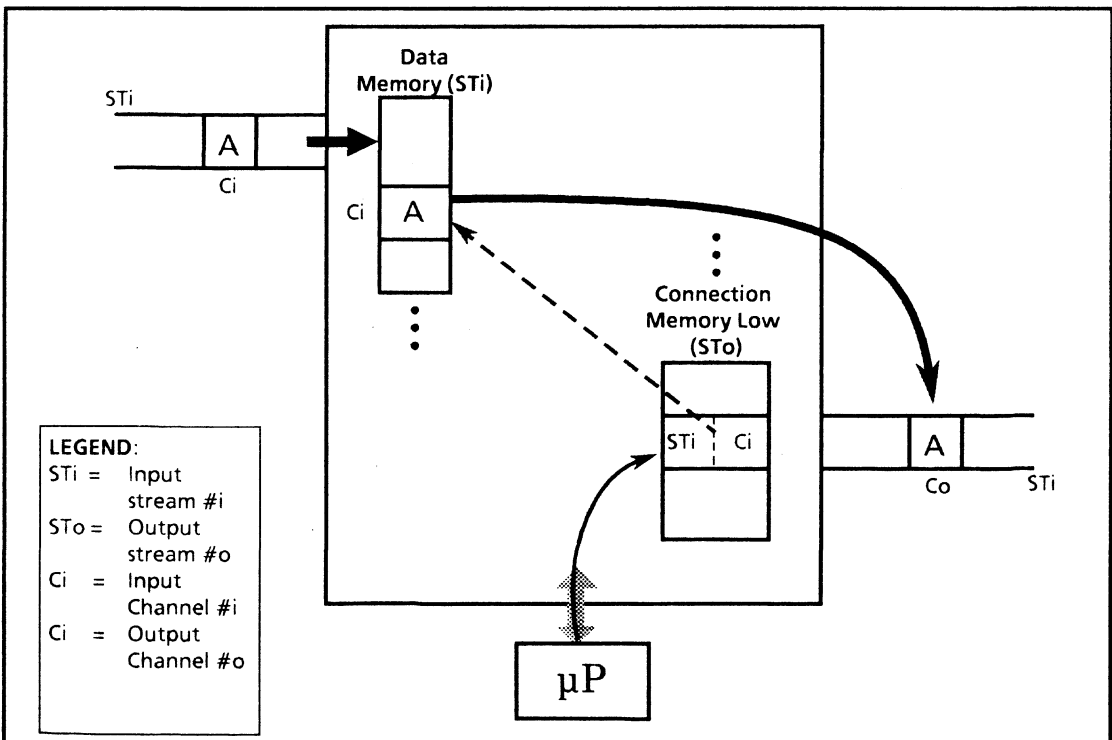 Data
Memory (STi)
STi
A
Ci
Ci
A
Connection
Memory Low
(STo)
STi
Ci
A
Co
STi
LEGEND:
STi = Input
stream #i
STo = Output
stream #o
Ci = Input
Channel #i
Ci = Output
Channel #o
µP